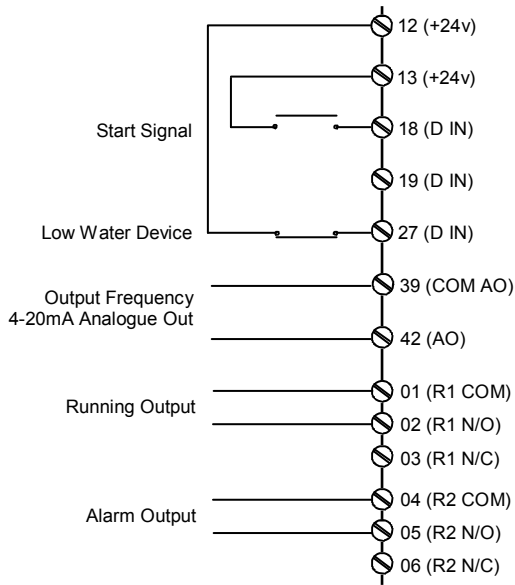 12 (+24v)
13 (+24v)
Start Signal
18 (D IN)
19 (D IN)
Low Water Device
27 (D IN)
39 (COM AO)
Output Frequency
4-20mA Analogue Out
42 (AO)
01 (R1 COM)
Running Output
02 (R1 N/O)
03 (R1 N/C)
04 (R2 COM)
Alarm Output
05 (R2 N/O)
06 (R2 N/C)